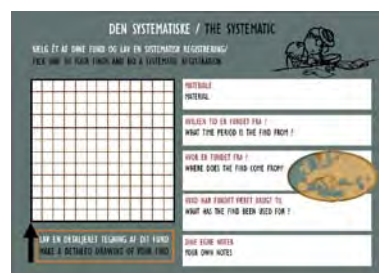 DEN SYSTEMATISKE / THE SYSTEMATIC
VÆLG ÉT AF DINE FUND OG LAV EN SYSTEMATISK REGISTRERING/
PICK ONE OF YOUR FINDS AND DO A SYSTEMATIC REGISTRATION
MATERIALE
MATERIAL
HVILKEN TID ER FUNDET FRA ?
WHAT TIME PERIOD IS THE FIND FROM ?
HVOR ER FUNDET FRA ?
WHERE DOES THE FIND COME FROM?
HVAD HAR FUNDET VÆRET BRUGT TIL
WHAT HAS THE FIND BEEN USED FOR ?
DINE EGNE NOTER
YOUR OWN NOTES
LAV EN DETALJERET TEGNING AF DIT FUND
MAKE A DETAILED DRAWING OF YOUR FIND